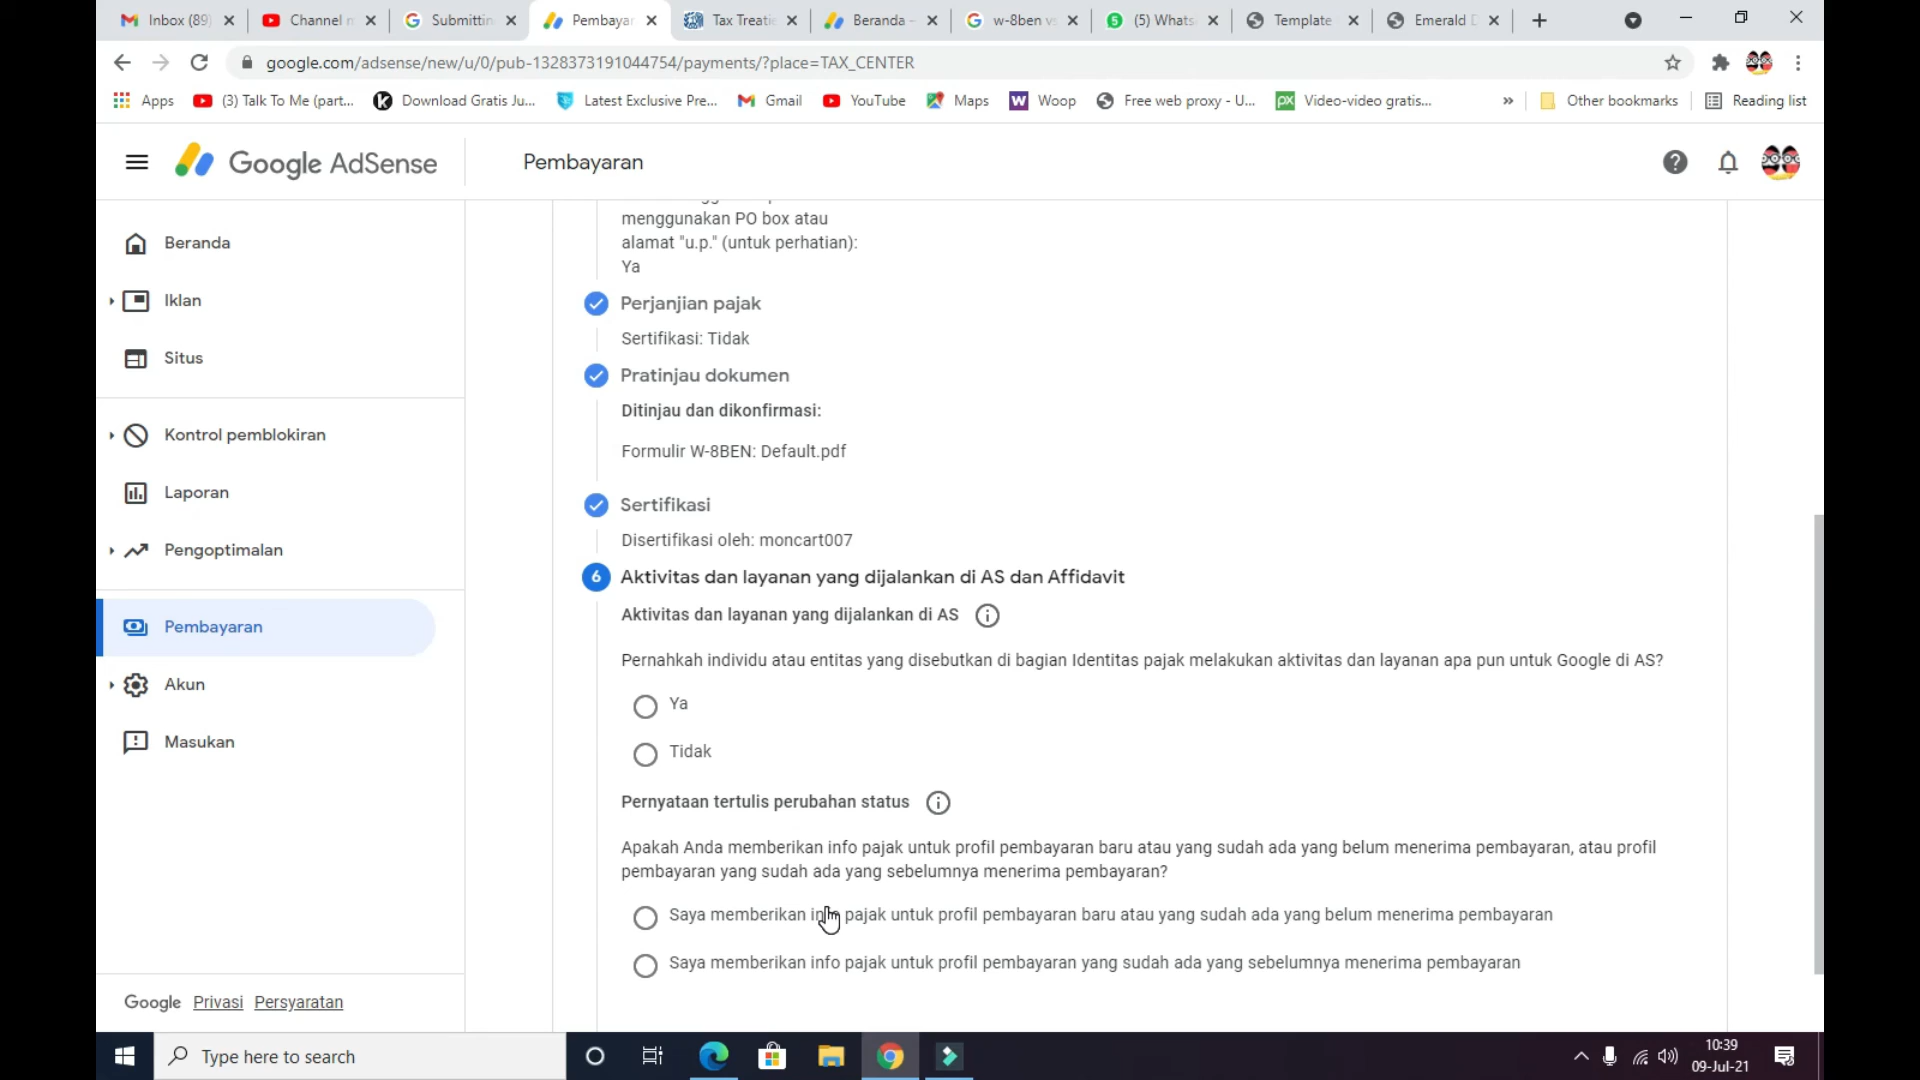 Inbox (89)
Channel
Submittin
Pembayar
Tax Treatie
Beranda -
w-8ben vs
(5) Whats
Template
Emerald
google.com/adsense/new/u/0/pub-1328373191044754/payments/?place=TAX_CENTER
Apps
(3) Talk To Me (part...
Download Gratis Ju...
Latest Exclusive Pre...
Gmail
YouTube
Maps
Woop
Free web proxy - U...
Video-video gratis...
»
Other bookmarks
Reading list
Google AdSense
Pembayaran
Beranda
Iklan
Situs
Kontrol pemblokiran
Laporan
Pengoptimalan
Pembayaran
Akun
Masukan
Google Privasi Persyaratan
menggunakan PO box atau
alamat "u.p." (untuk perhatian):
Ya
Perjanjian pajak
Sertifikasi: Tidak
Pratinjau dokumen
Ditinjau dan dikonfirmasi:
Formulir W-8BEN: Default.pdf
Sertifikasi
Disertifikasi oleh: moncart007
6 Aktivitas dan layanan yang dijalankan di AS dan Affidavit
Aktivitas dan layanan yang dijalankan di AS
Pernahkah individu atau entitas yang disebutkan di bagian Identitas pajak melakukan aktivitas dan layanan apa pun untuk Google di AS?
Ya
Tidak
Pernyataan tertulis perubahan status
Apakah Anda memberikan info pajak untuk profil pembayaran baru atau yang sudah ada yang belum menerima pembayaran, atau profil
pembayaran yang sudah ada yang sebelumnya menerima pembayaran?
Saya memberikan info pajak untuk profil pembayaran baru atau yang sudah ada yang belum menerima pembayaran
Saya memberikan info pajak untuk profil pembayaran yang sudah ada yang sebelumnya menerima pembayaran
Type here to search
10:39
09-Jul-21